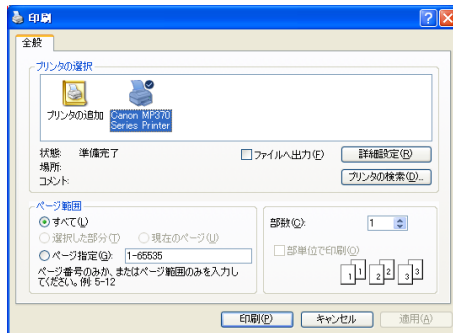 印刷
全般
プリンタの選択
プリンタの追加
Canon MP370
Series Printer
状態: 準備完了
場所:
コメント:
ファイルへ出力(F)
詳細設定(R)
プリンタの検索(D)...
ページ範囲
すべて(L)
選択した部分(T) 現在のページ(U)
ページ指定(G): 1-65535
ページ番号のみか、またはページ範囲のみを入力し
てください。例 5-12
部数(C): 1
部単位で印刷(O)
1 1 2 2 3 3
印刷(P) キャンセル 適用(A)